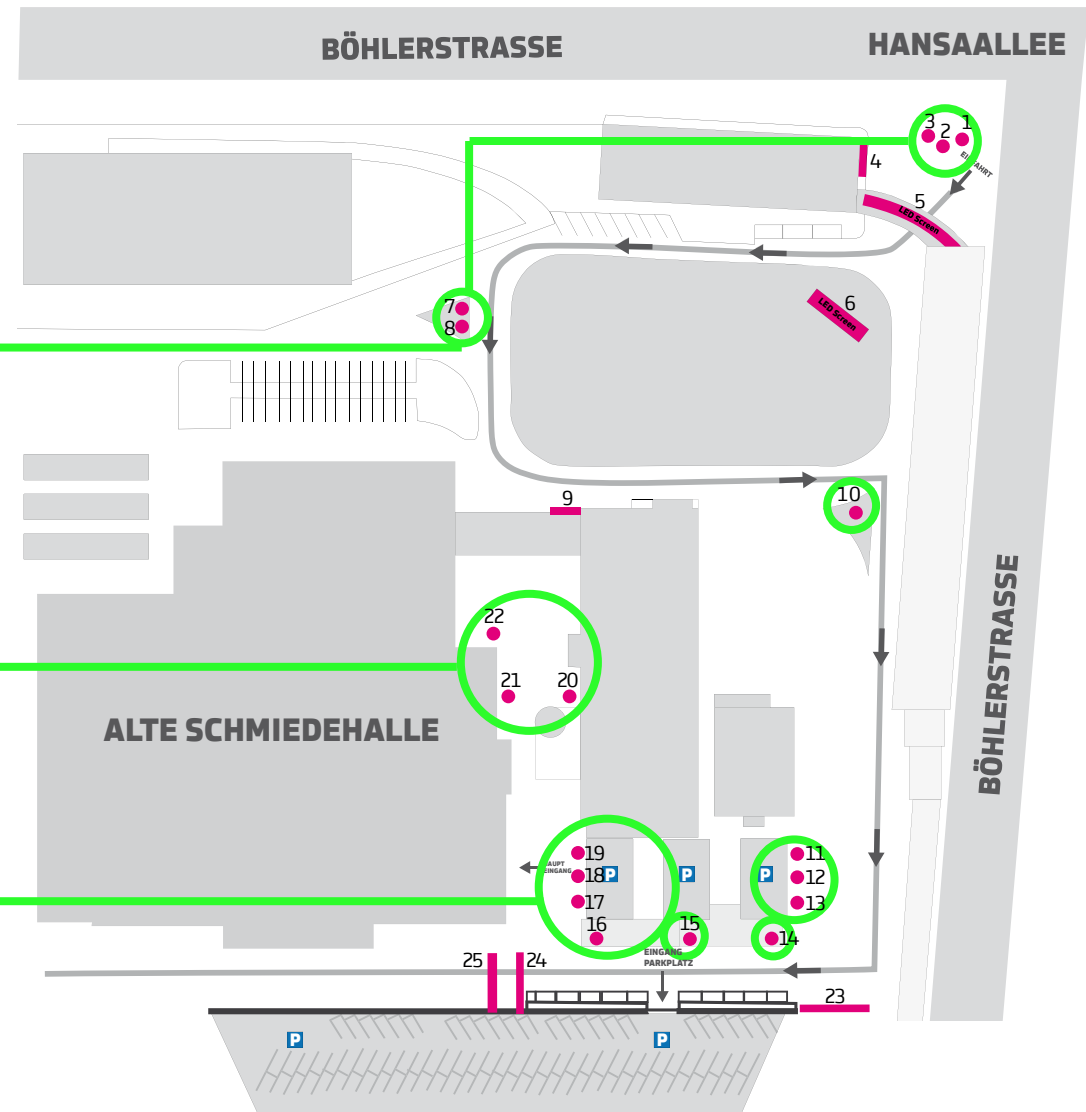 BÖHLERSTRASSE
HANSAALLEE
3
2
1
EINFAHRT
4
5
LED Screen
6
LED Screen
7
8
9
10
22
21
20
ALTE SCHMIEDEHALLE
BÖHLERSTRASSE
19
HAUPT
EINGANG
18
17
16
P
P
P
11
12
13
15
14
EINGANG
PARKPLATZ
25
24
23
P
P